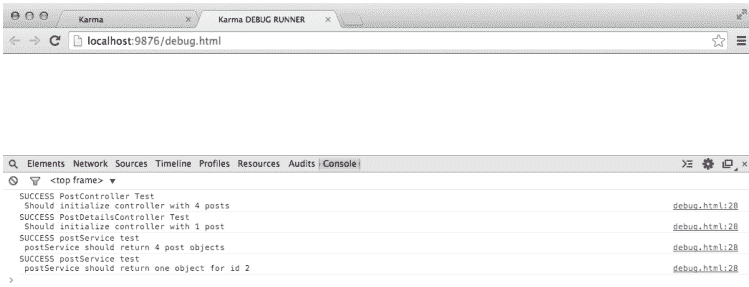 Karma × Karma DEBUG RUNNER ×
localhost:9876/debug.html
Elements Network Sources Timeline Profiles Resources Audits Console
<top frame> ▼
SUCCESS PostController Test
Should initialize controller with 4 posts debug.html:28
SUCCESS PostDetailsController Test
Should initialize controller with 1 post debug.html:28
SUCCESS postService test
postService should return 4 post objects debug.html:28
SUCCESS postService test
postService should return one object for id 2 debug.html:28
>